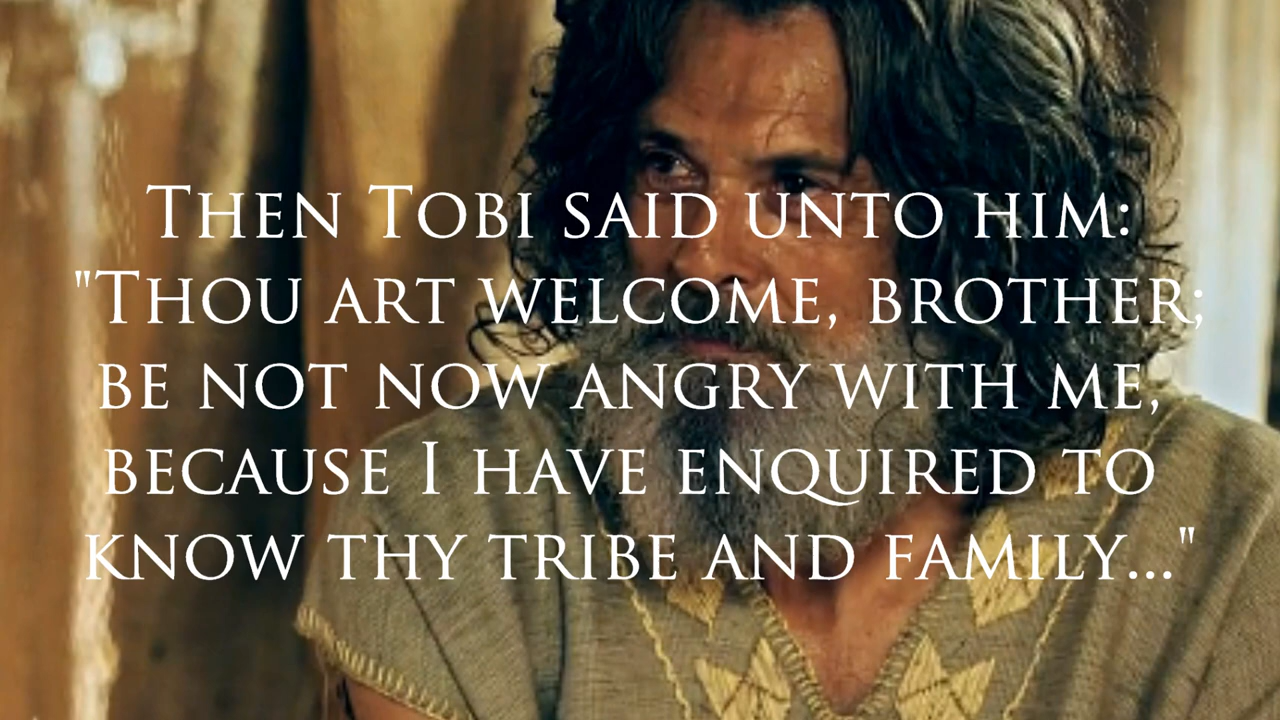 Then Tobi said unto him:
"Thou art welcome, brother;
be not now angry with me,
because I have enquired to
know thy tribe and family..."